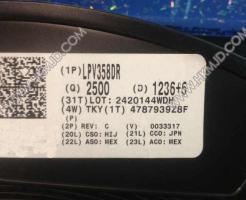 (1P) LPV358DR
(Q) 2500 (D) 1236+6
(31T) LOT: 2420144WDH
(4W) TKY(1T) 4787939Z8F
(P)
(2P) REV: C (V) 0033317
(20L) CSO: HIJ (21L) CCO: JPN
(22L) ASO: MEX (23L) ACO: MEX